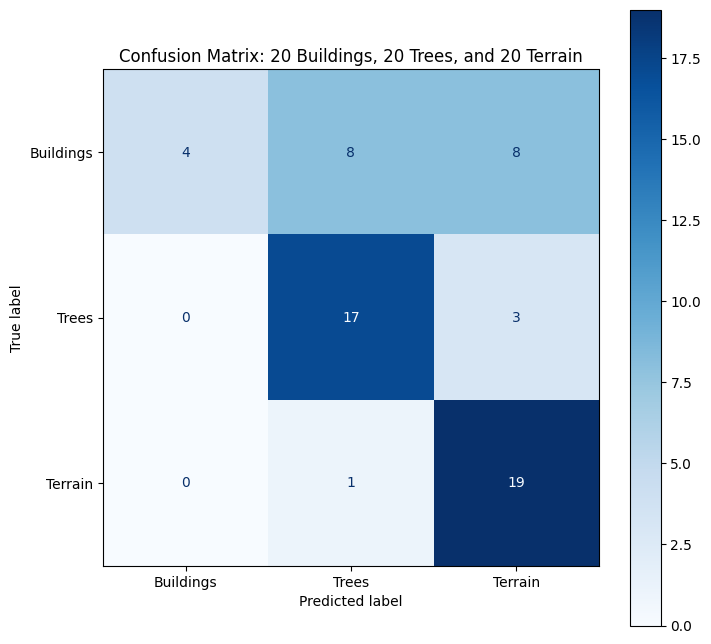 Confusion Matrix: 20 Buildings, 20 Trees, and 20 Terrain
True label
Buildings
4 8 8
Trees
0 17 3
Terrain
0 1 19
Buildings Trees Terrain
Predicted label
17.5
15.0
12.5
10.0
7.5
5.0
2.5
0.0